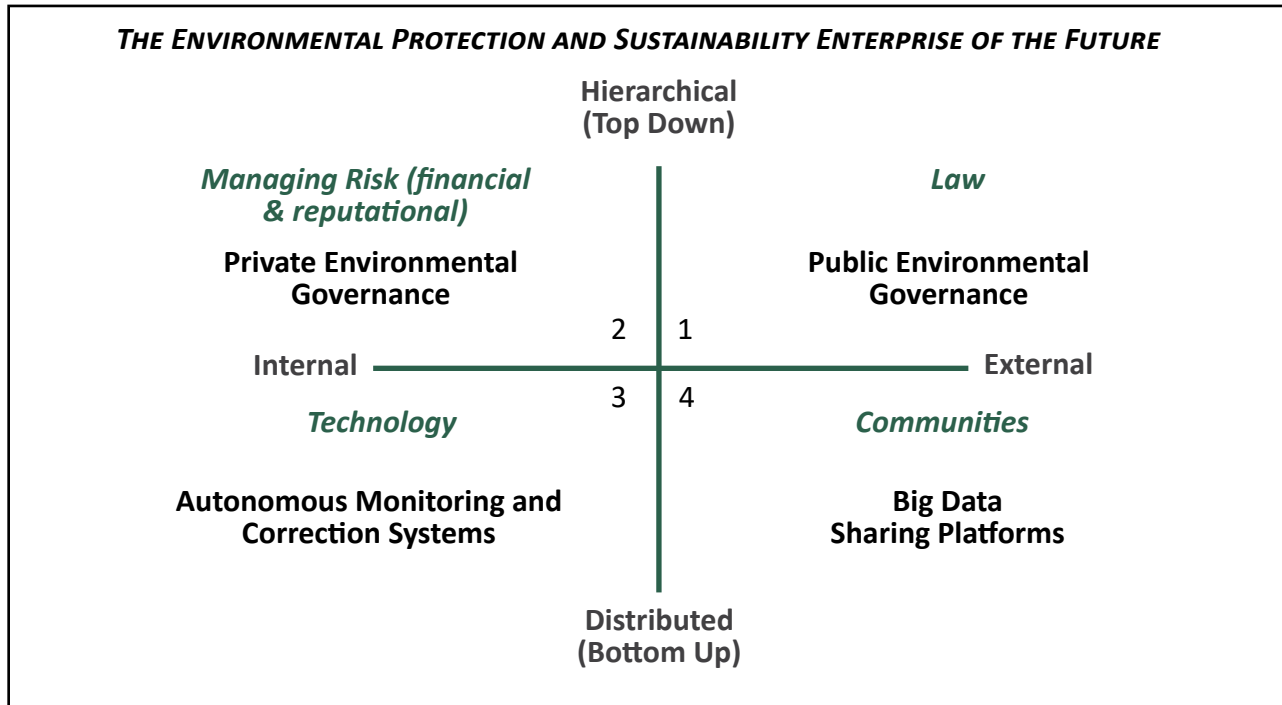 THE ENVIRONMENTAL PROTECTION AND SUSTAINABILITY ENTERPRISE OF THE FUTURE
Hierarchical
(Top Down)
Managing Risk (financial
& reputational)
Law
Private Environmental
Governance
Public Environmental
Governance
2
1
Internal
External
3
4
Technology
Communities
Autonomous Monitoring and
Correction Systems
Big Data
Sharing Platforms
Distributed
(Bottom Up)